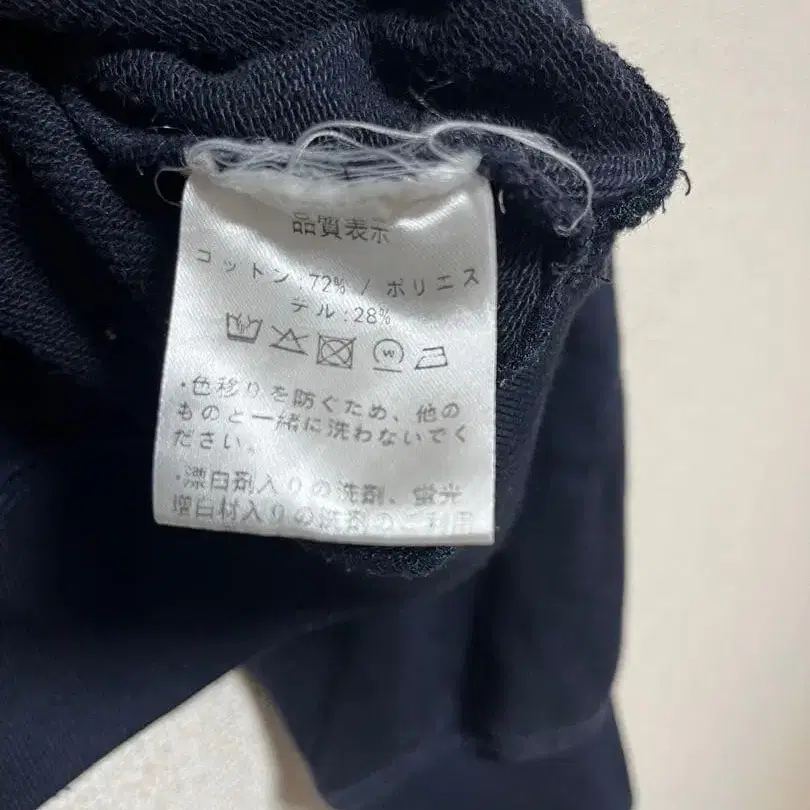 品質表示
コットン:72% / ポリエス
テル:28%
W
・色移りを防ぐため、他の
ものと一緒に洗わないでく
ださい。
・漂白剤入りの洗剤、蛍光
増白材入りの洗剤のご利用